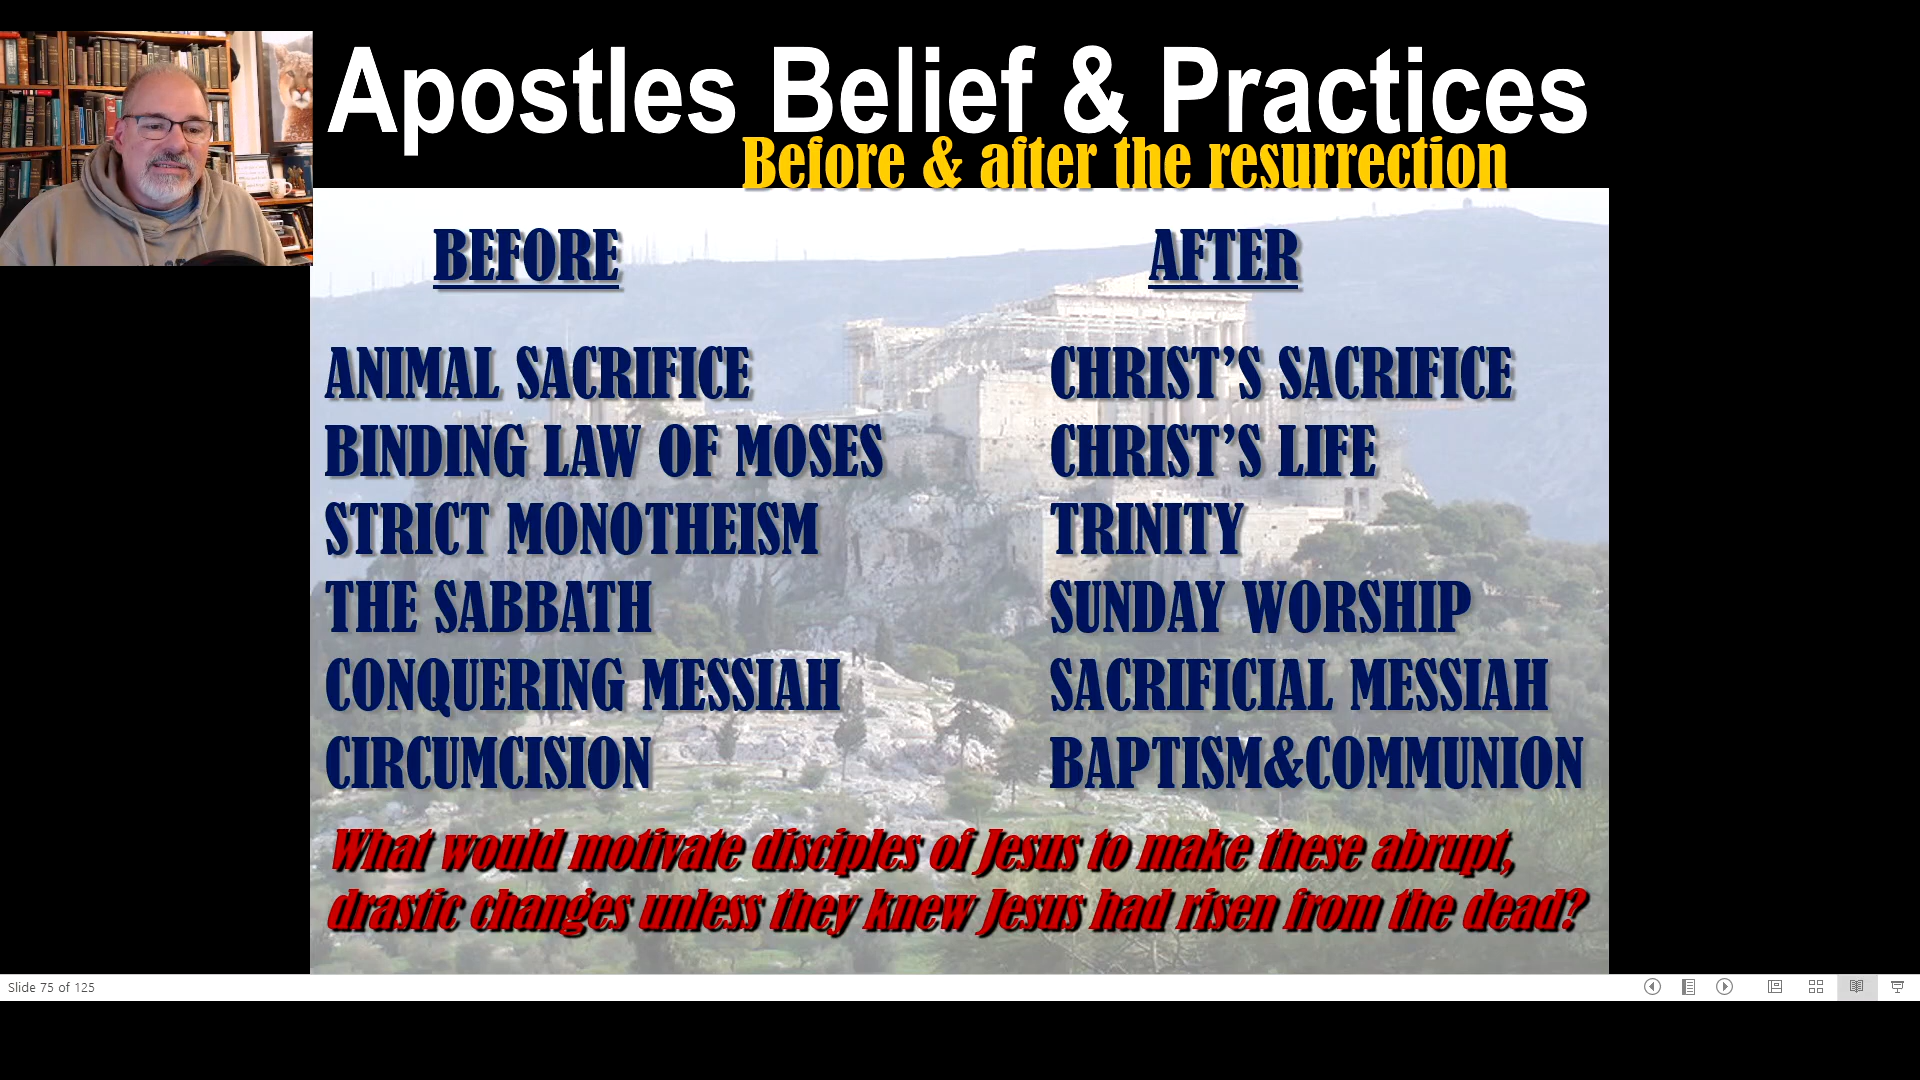 Apostles Belief & Practices
Before & after the resurrection
BEFORE
AFTER
ANIMAL SACRIFICE
CHRIST'S SACRIFICE
BINDING LAW OF MOSES
CHRIST'S LIFE
STRICT MONOTHEISM
TRINITY
THE SABBATH
SUNDAY WORSHIP
CONQUERING MESSIAH
SACRIFICIAL MESSIAH
CIRCUMCISION
BAPTISM&COMMUNION
What would motivate disciples of Jesus to make these abrupt,
drastic changes unless they knew Jesus had risen from the dead?
Slide 75 of 125